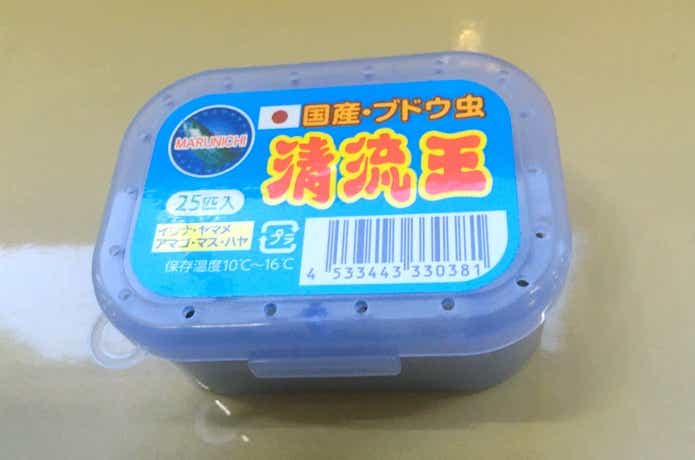 MARUNICHI
国産・ブドウ虫
清流王
25匹入
イワナ・ヤマメ
アマゴ・マス・ハヤ
プラ
保存温度10℃～16℃
4 533443 330381